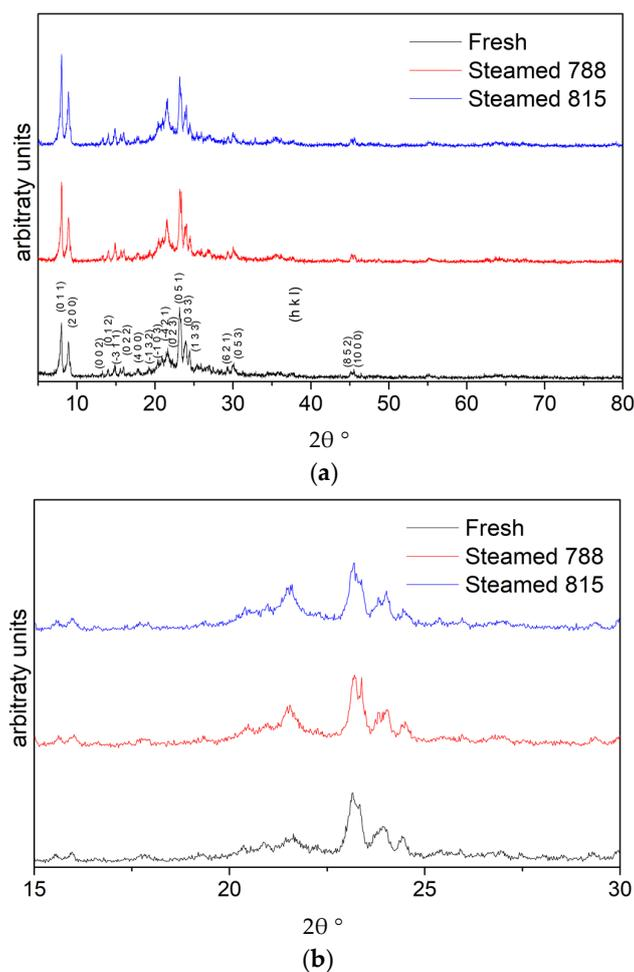 Fresh
Steamed 788
Steamed 815
arbitraty units
(0 1 1)
(2 0 0)
(0 0 2)
(0 1 2)
(-3 1 1)
(0 2 2)
(4 0 0)
(-1 3 2)
(-1 0 3)
(-4 2 1)
(0 2 3)
(0 5 1)
(0 3 3)
(1 3 3)
(6 2 1)
(0 5 3)
(h k l)
(8 5 2)
(10 0 0)
10 20 30 40 50 60 70 80
2θ °
(a)
Fresh
Steamed 788
Steamed 815
arbitraty units
15 20 25 30
2θ °
(b)